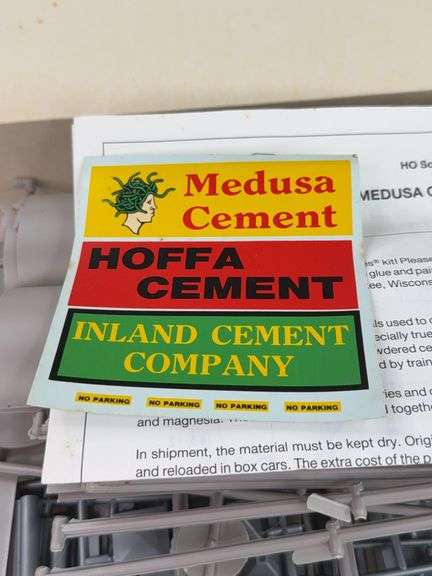 HO Sc
MEDUSA C
Medusa
Cement
HOFFA
CEMENT
INLAND CEMENT
COMPANY
NO PARKING NO PARKING NO PARKING NO PARKING
kit! Please
glue and pai
ee, Wisconsi
used to
ecially true
wdered ce
d by train
ries and
d togethe
and magnesia.
In shipment, the material must be kept dry. Orig
and reloaded in box cars. The extra cost of the p